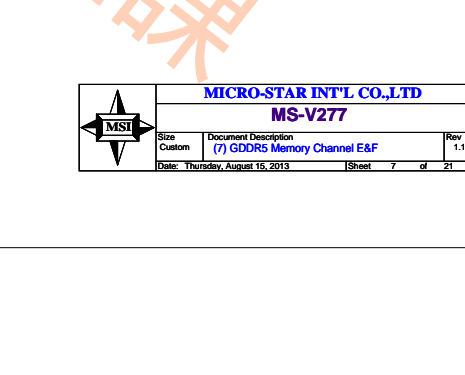 課
MICRO-STAR INT'L CO.,LTD
MSI
MS-V277
Size
Document Description
Rev
Custom
(7) GDDR5 Memory Channel E&F
1.1
Date: Thursday, August 15, 2013
Sheet 7 of 21